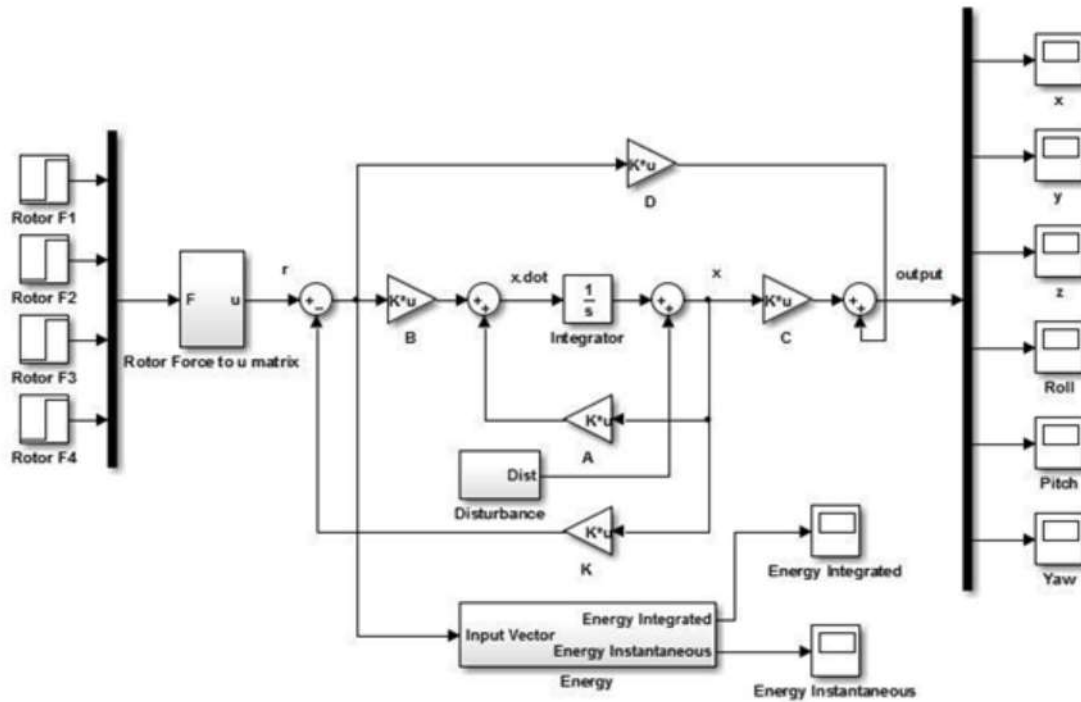 Rotor F1
Rotor F2
Rotor F3
Rotor F4
F
u
Rotor Force to u matrix
r
+
−
K*u
B
+
+
x.dot
1
s
Integrator
+
+
x
K*u
C
+
+
output
K*u
D
K*u
A
Dist
Disturbance
K*u
K
Input Vector
Energy Integrated
Energy Instantaneous
Energy
Energy Integrated
Energy Instantaneous
x
y
z
Roll
Pitch
Yaw